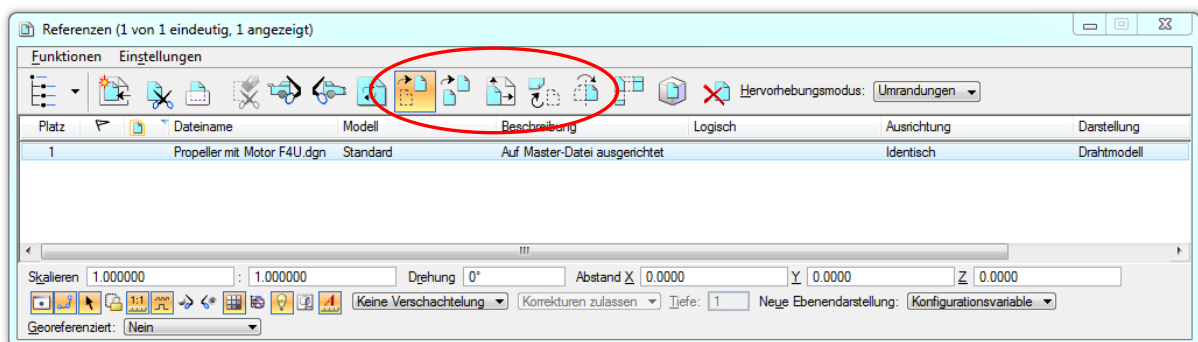 Referenzen (1 von 1 eindeutig, 1 angezeigt)
Funktionen Einstellungen
Hervorhebungsmodus: Umrandungen
Platz Dateiname Modell Beschreibung Logisch Ausrichtung Darstellung
1 Propeller mit Motor F4U.dgn Standard Auf Master-Datei ausgerichtet Identisch Drahtmodell
Skalieren 1.000000 : 1.000000 Drehung 0° Abstand X 0.0000 Y 0.0000 Z 0.0000
1:1 A Keine Verschachtelung Korrekturen zulassen Tiefe: 1 Neue Ebenendarstellung: Konfigurationsvariable
Georeferenziert: Nein